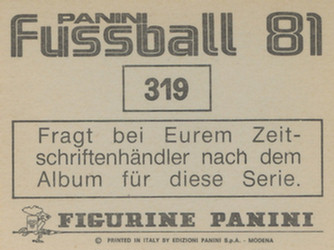 PANINI
Fussball 81
319
Fragt bei Eurem Zeit-
schriftenhändler nach dem
Album für diese Serie.
FIGURINE PANINI
© PRINTED IN ITALY BY EDIZIONI PANINI S.p.A. - MODENA